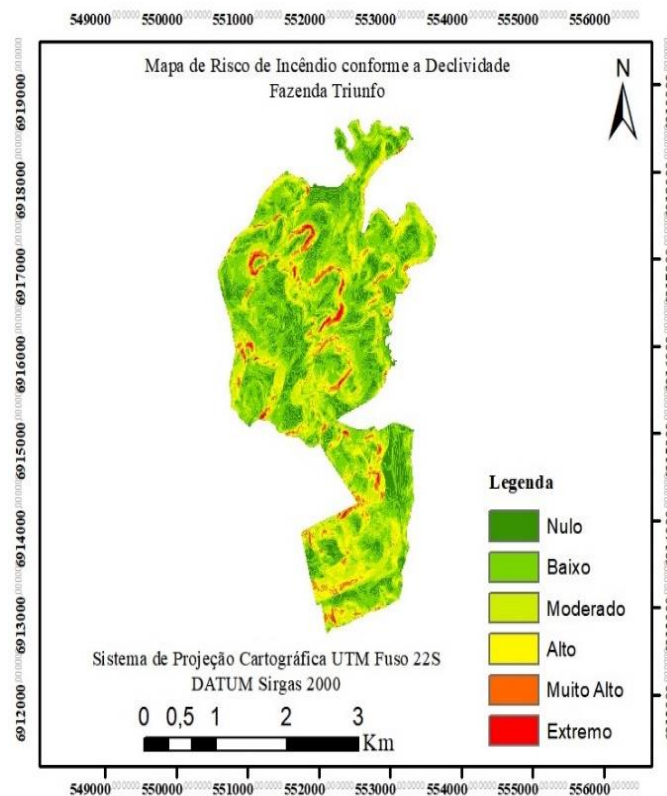 549000 550000 551000 552000 553000 554000 555000 556000
Mapa de Risco de Incêndio conforme a Declividade
Fazenda Triunfo
N
6919000
6918000
6917000
6916000
6915000
6914000
6913000
6912000
Legenda
Nulo
Baixo
Moderado
Alto
Muito Alto
Extremo
Sistema de Projeção Cartográfica UTM Fuso 22S
DATUM Sirgas 2000
0 0,5 1 2 3
Km
549000 550000 551000 552000 553000 554000 555000 556000